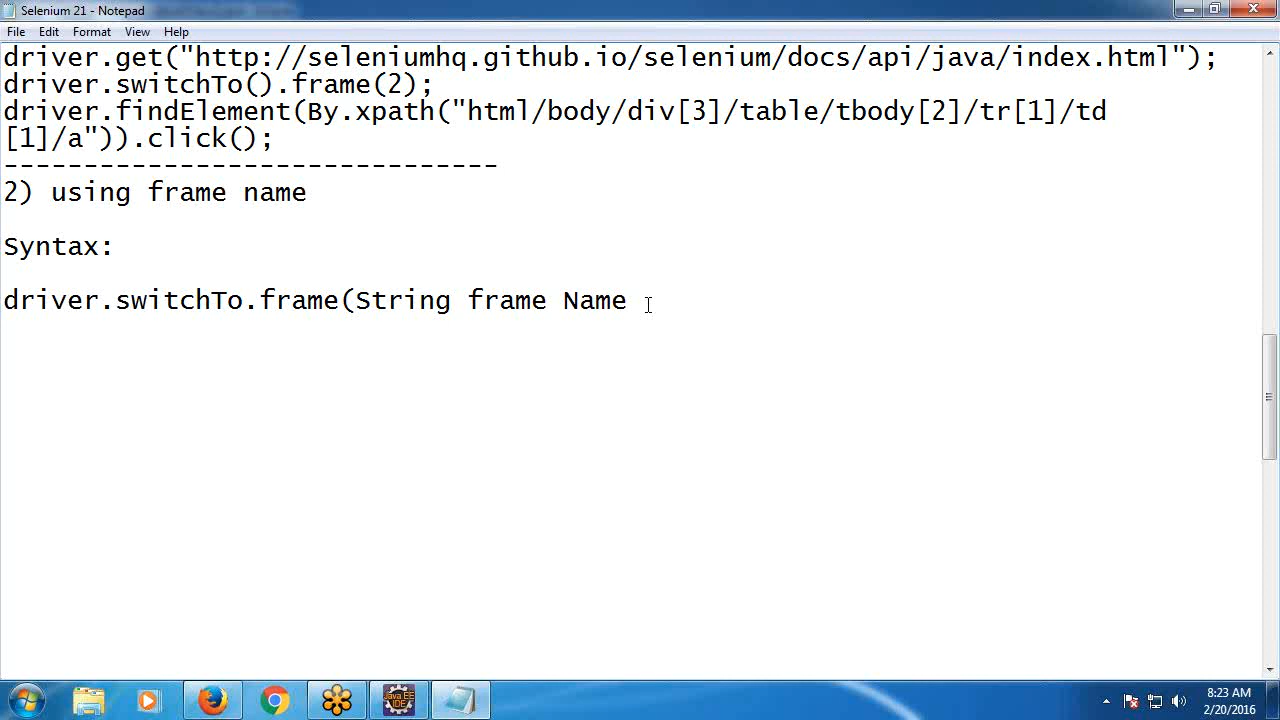 Selenium 21 - Notepad
File Edit Format View Help
driver.get("http://seleniumhq.github.io/selenium/docs/api/java/index.html");
driver.switchTo().frame(2);
driver.findElement(By.xpath("html/body/div[3]/table/tbody[2]/tr[1]/td
[1]/a")).click();
-------------------------------
2) using frame name
Syntax:
driver.switchTo.frame(String frame Name
Java EE
IDE
8:23 AM
2/20/2016